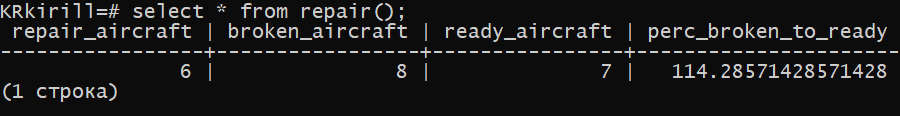 KRkirill=# select * from repair();
 repair_aircraft | broken_aircraft | ready_aircraft | perc_broken_to_ready
-----------------+-----------------+----------------+----------------------
               6 |               8 |              7 |   114.28571428571428
(1 строка)